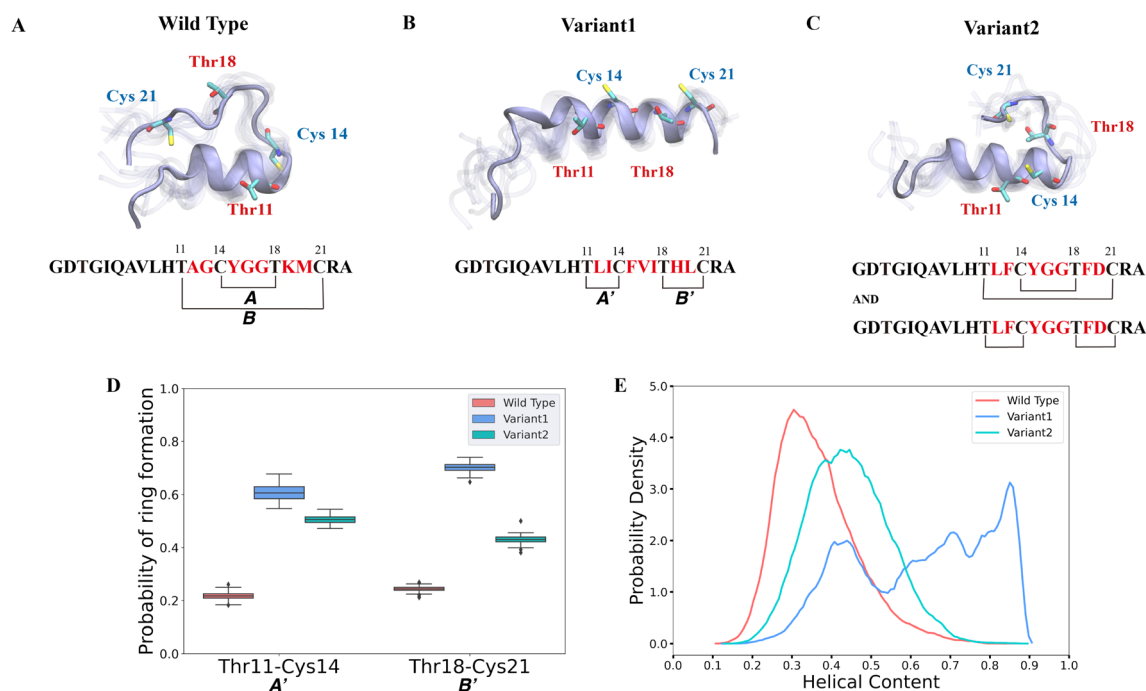 A
Wild Type
Thr18
Cys 21
Cys 14
Thr11
11 14 18 21
GDTGIQAVLHTAGCYGGTKMCRA
A
B
B
Variant1
Cys 14
Cys 21
Thr11
Thr18
11 14 18 21
GDTGIQAVLHTLICFVITHLCRA
A’ B’
C
Variant2
Cys 21
Thr18
Thr11
Cys 14
11 14 18 21
GDTGIQAVLHTLFCYGGTFDCRA
AND
GDTGIQAVLHTLFCYGGTFDCRA
D
Probability of ring formation
1.0
0.8
0.6
0.4
0.2
0.0
Wild Type
Variant1
Variant2
Thr11-Cys14
A’
Thr18-Cys21
B’
E
Probability Density
5.0
4.0
3.0
2.0
1.0
0.0
Wild Type
Variant1
Variant2
0.0 0.1 0.2 0.3 0.4 0.5 0.6 0.7 0.8 0.9 1.0
Helical Content